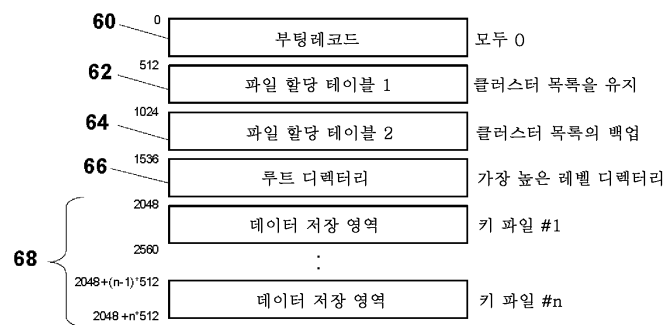 0
60 부팅레코드 모두 0
512
62 파일 할당 테이블 1 클러스터 목록을 유지
1024
64 파일 할당 테이블 2 클러스터 목록의 백업
1536
66 루트 디렉터리 가장 높은 레벨 디렉터리
2048
데이터 저장 영역 키 파일 #1
2560
68
:
2048+(n-1)*512
데이터 저장 영역 키 파일 #n
2048+n*512